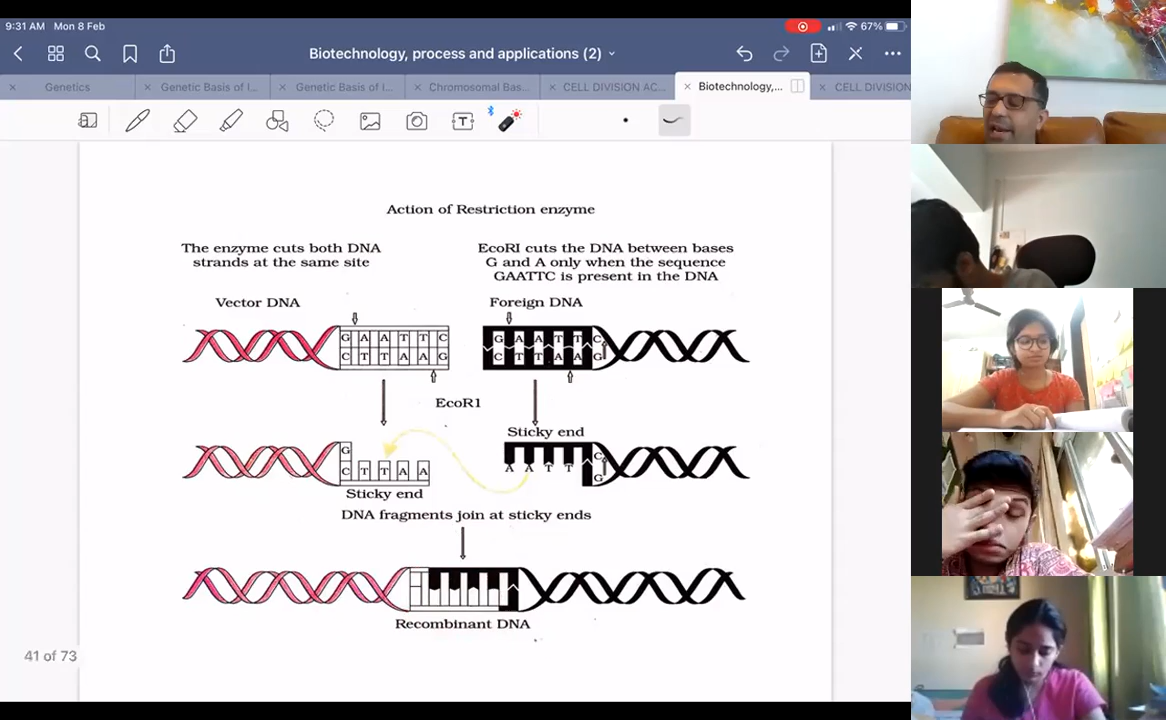 9:31 AM Mon 8 Feb
67%
Biotechnology, process and applications (2)
Genetics
Genetic Basis of I...
Genetic Basis of I...
Chromosomal Bas...
CELL DIVISION AC...
Biotechnology,...
CELL DIVISION
T
Action of Restriction enzyme
The enzyme cuts both DNA
strands at the same site
EcoRI cuts the DNA between bases
G and A only when the sequence
GAATTC is present in the DNA
Vector DNA
Foreign DNA
G A A T T C
C T T A A G
G A A T T C
C T T A A G
EcoR1
Sticky end
G
C T T A A
C
A A T T
G
Sticky end
DNA fragments join at sticky ends
Recombinant DNA
41 of 73